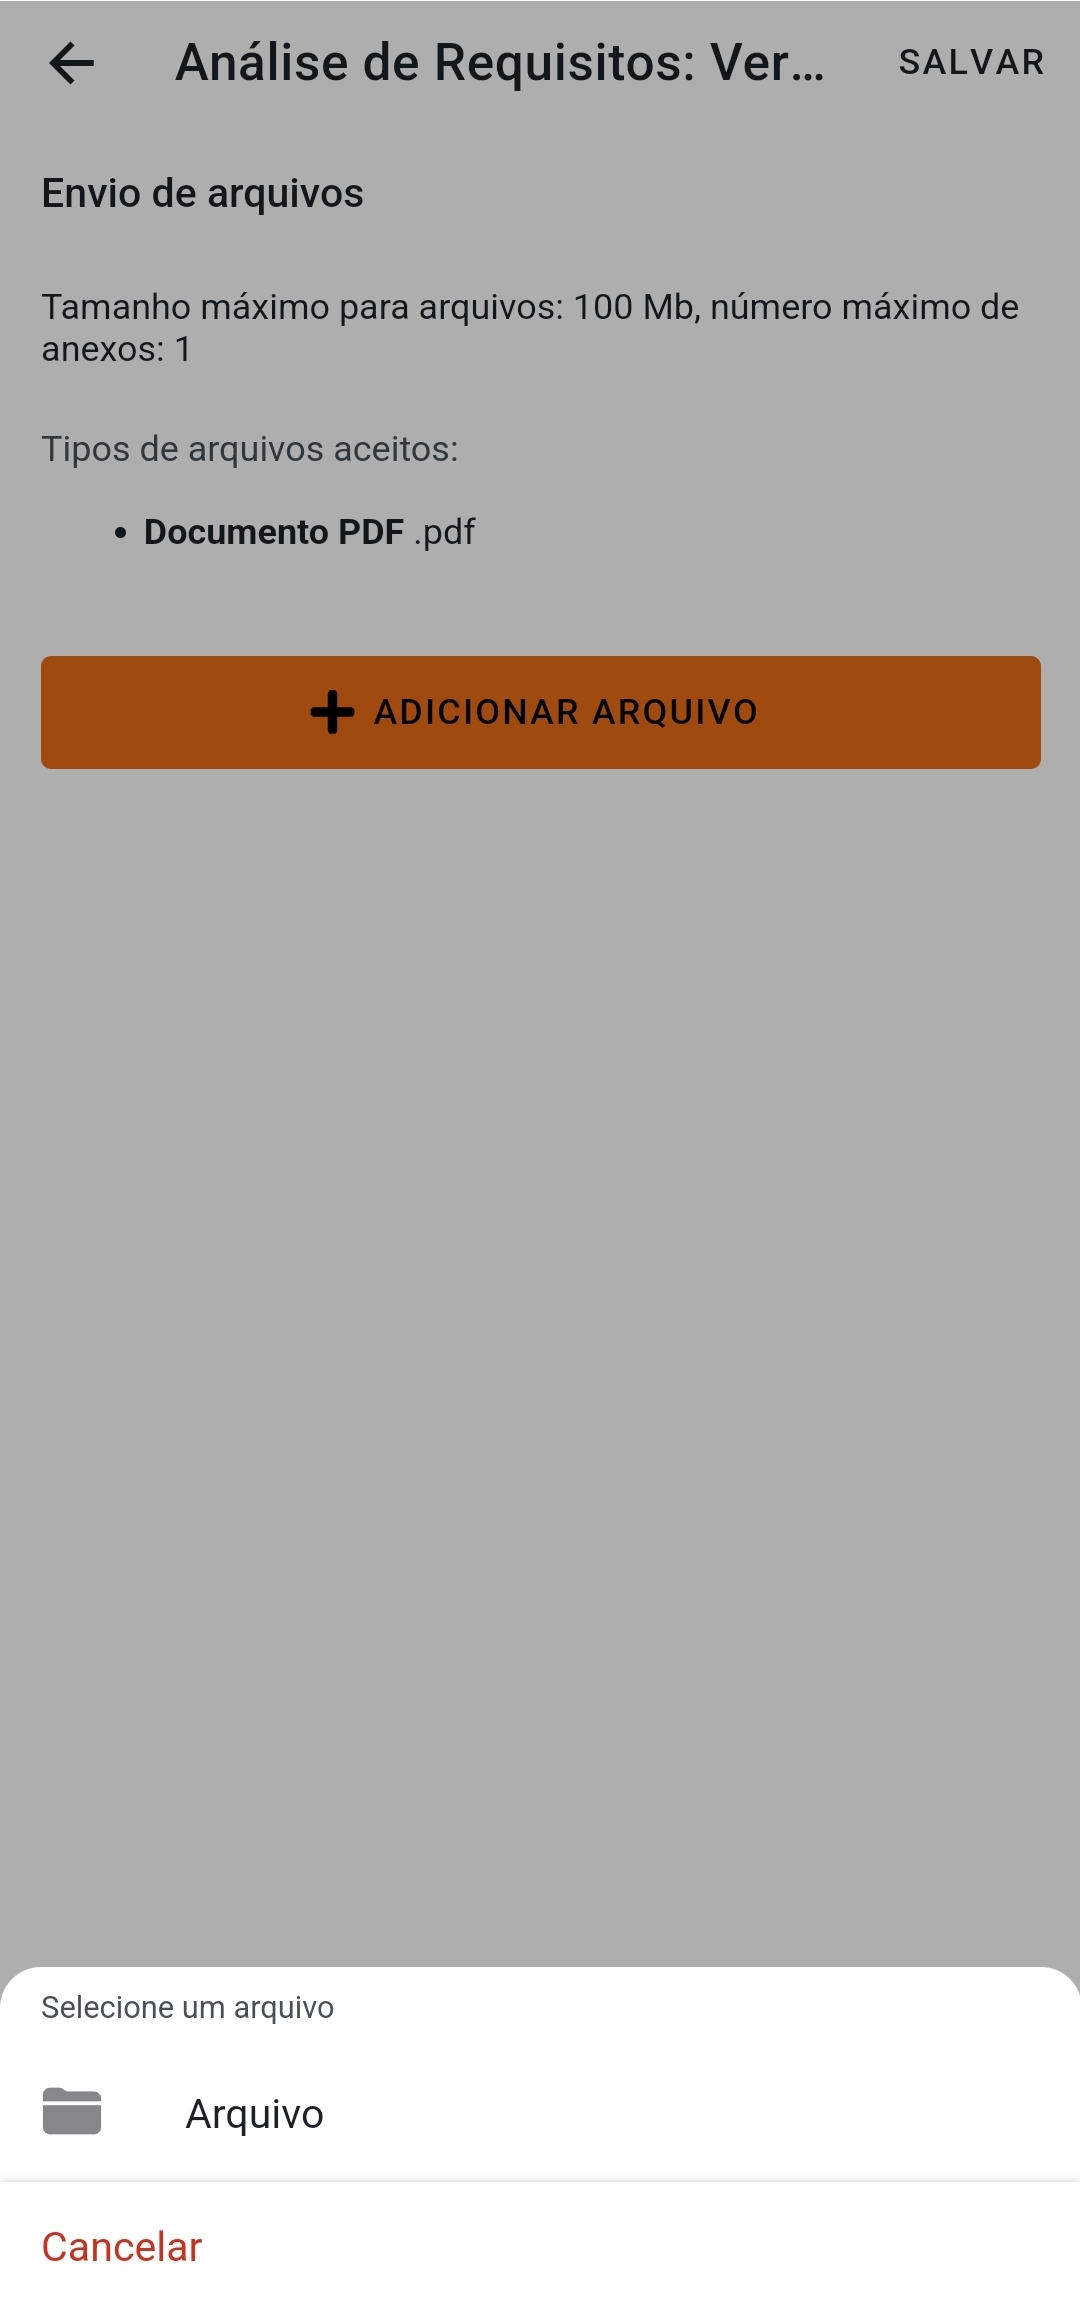 Análise de Requisitos: Ver...
SALVAR
Envio de arquivos
Tamanho máximo para arquivos: 100 Mb, número máximo de
anexos: 1
Tipos de arquivos aceitos:
• Documento PDF .pdf
ADICIONAR ARQUIVO
Selecione um arquivo
Arquivo
Cancelar